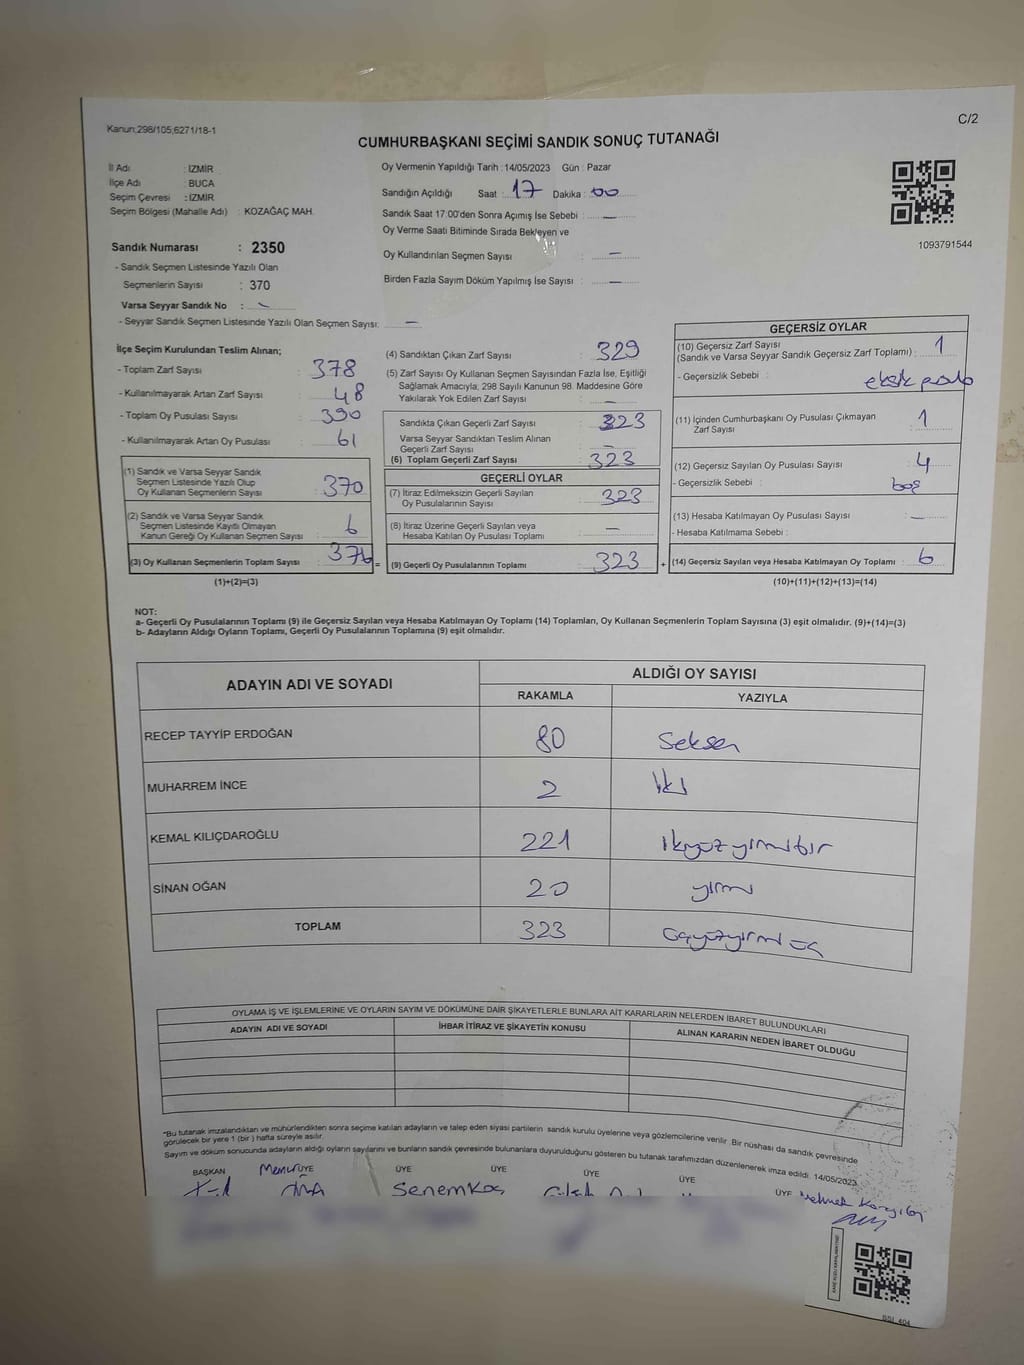 Kanun:298/105;6271/18-1
C/2
CUMHURBAŞKANI SEÇİMİ SANDIK SONUÇ TUTANAĞI
İl Adı : İZMİR
İlçe Adı : BUCA
Seçim Çevresi : İZMİR
Seçim Bölgesi (Mahalle Adı) : KOZAĞAÇ MAH.
Sandık Numarası : 2350
- Sandık Seçmen Listesinde Yazılı Olan
Seçmenlerin Sayısı : 370
Varsa Seyyar Sandık No : -
- Seyyar Sandık Seçmen Listesinde Yazılı Olan Seçmen Sayısı: -
Oy Vermenin Yapıldığı Tarih : 14/05/2023 Gün : Pazar
Sandığın Açıldığı Saat : 17 Dakika : 00
Sandık Saat 17:00'den Sonra Açımış İse Sebebi : -
Oy Verme Saati Bitiminde Sırada Bekleyen ve
Oy Kullandırılan Seçmen Sayısı : -
Birden Fazla Sayım Döküm Yapılmış İse Sayısı : -
1093791544
İlçe Seçim Kurulundan Teslim Alınan;
- Toplam Zarf Sayısı : 378
- Kullanılmayarak Artan Zarf Sayısı : 48
- Toplam Oy Pusulası Sayısı : 390
- Kullanılmayarak Artan Oy Pusulası : 61
(1) Sandık ve Varsa Seyyar Sandık
Seçmen Listesinde Yazılı Olup
Oy Kullanan Seçmenlerin Sayısı : 370
(2) Sandık ve Varsa Seyyar Sandık
Seçmen Listesinde Kayıtlı Olmayan
Kanun Gereği Oy Kullanan Seçmen Sayısı : 6
(3) Oy Kullanan Seçmenlerin Toplam Sayısı : 376 =
(1)+(2)=(3)
(4) Sandıktan Çıkan Zarf Sayısı : 329
(5) Zarf Sayısı Oy Kullanan Seçmen Sayısından Fazla İse, Eşitliği
Sağlamak Amacıyla, 298 Sayılı Kanunun 98. Maddesine Göre
Yakılarak Yok Edilen Zarf Sayısı : -
Sandıkta Çıkan Geçerli Zarf Sayısı : 323
Varsa Seyyar Sandıktan Teslim Alınan
Geçerli Zarf Sayısı : -
(6) Toplam Geçerli Zarf Sayısı : 323
GEÇERLİ OYLAR
(7) İtiraz Edilmeksizin Geçerli Sayılan
Oy Pusulalarının Sayısı : 323
(8) İtiraz Üzerine Geçerli Sayılan veya
Hesaba Katılan Oy Pusulası Toplamı : -
(9) Geçerli Oy Pusulalarının Toplamı : 323 +
GEÇERSİZ OYLAR
(10) Geçersiz Zarf Sayısı
(Sandık ve Varsa Seyyar Sandık Geçersiz Zarf Toplamı) : 1
- Geçersizlik Sebebi : eksik
(11) İçinden Cumhurbaşkanı Oy Pusulası Çıkmayan
Zarf Sayısı : 1
(12) Geçersiz Sayılan Oy Pusulası Sayısı : 4
- Geçersizlik Sebebi : boş
(13) Hesaba Katılmayan Oy Pusulası Sayısı : -
- Hesaba Katılmama Sebebi :
(14) Geçersiz Sayılan veya Hesaba Katılmayan Oy Toplamı : 6
(10)+(11)+(12)+(13)=(14)
NOT:
a- Geçerli Oy Pusulalarının Toplamı (9) ile Geçersiz Sayılan veya Hesaba Katılmayan Oy Toplamı (14) Toplamları, Oy Kullanan Seçmenlerin Toplam Sayısına (3) eşit olmalıdır. (9)+(14)=(3)
b- Adayların Aldığı Oyların Toplamı, Geçerli Oy Pusulalarının Toplamına (9) eşit olmalıdır.
ADAYIN ADI VE SOYADI ALDIĞI OY SAYISI
RAKAMLA YAZIYLA
RECEP TAYYİP ERDOĞAN 80 Seksen
MUHARREM İNCE 2 İki
KEMAL KILIÇDAROĞLU 221 ikiyüzyirmibir
SİNAN OĞAN 20 yirmi
TOPLAM 323 üçyüzyirmi üç
OYLAMA İŞ VE İŞLEMLERİNE VE OYLARIN SAYIM VE DÖKÜMÜNE DAİR ŞİKAYETLERLE BUNLARA AİT KARARLARIN NELERDEN İBARET BULUNDUKLARI
ADAYIN ADI VE SOYADI İHBAR İTİRAZ VE ŞİKAYETİN KONUSU ALINAN KARARIN NEDEN İBARET OLDUĞU
*Bu tutanak imzalandıktan ve mühürlendikten sonra seçime katılan adayların ve talep eden siyasi partilerin sandık kurulu üyelerine veya gözlemcilerine verilir. Bir nüshası da sandık çevresinde
görülecek bir yere 1 (bir) hafta süreyle asılır.
Sayım ve döküm sonucunda adayların aldığı oyların sayılarını ve bunların sandık çevresinde bulunanlara duyurulduğunu gösteren bu tutanak tarafımızdan düzenlenerek imza edildi. 14/05/2023
BAŞKAN Memur ÜYE ÜYE ÜYE ÜYE ÜYE ÜYE
Senem Koç Mehmet
SSİ 404